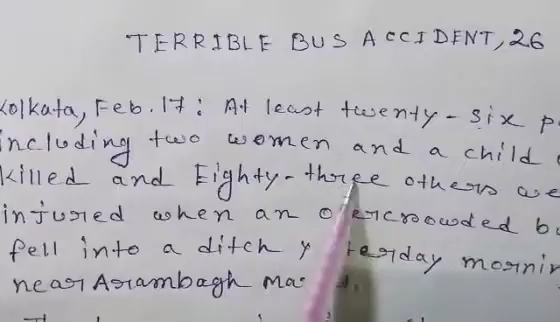 TERRIBLE BUS ACCIDENT, 26
Kolkata, Feb. 17: At least twenty-six
including two women and a child
killed and Eighty-three others
injured when an overcrowded
fell into a ditch morning
near Arambagh